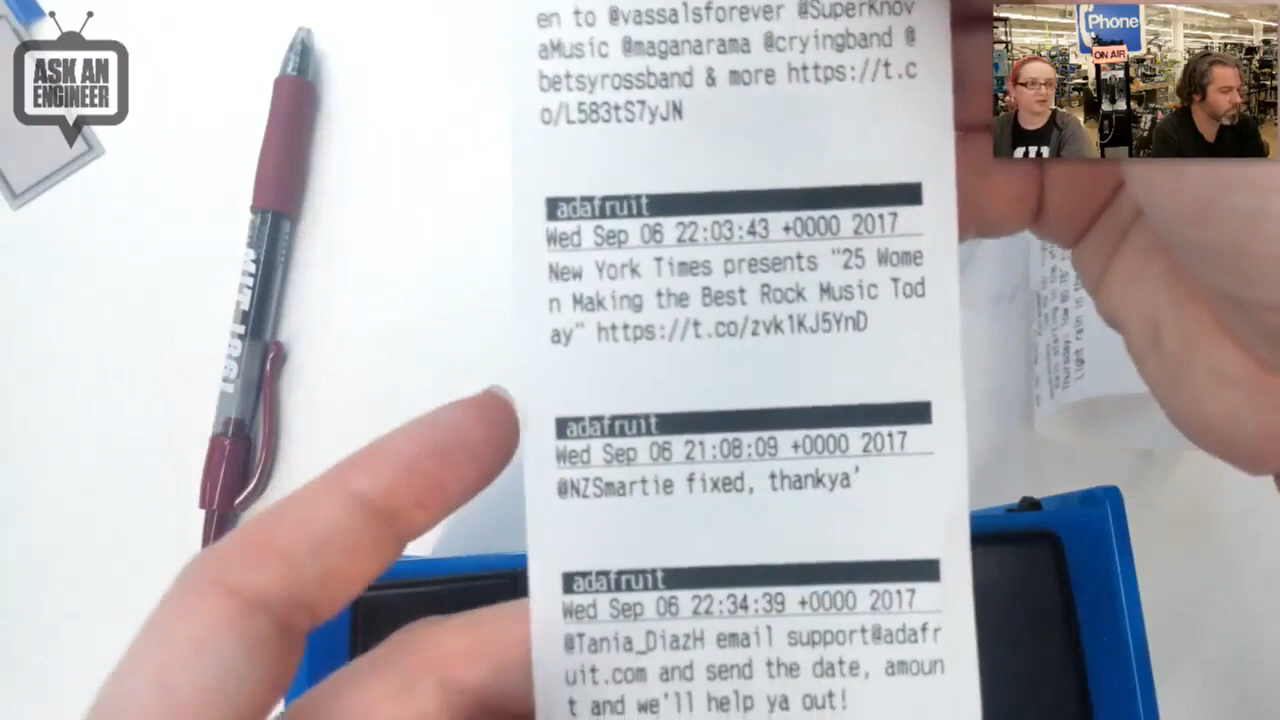 ASK AN
ENGINEER
Phone
ON AIR
en to @vassalsforever @SuperKnov
aMusic @maganarama @cryingband @
betsyrossband & more https://t.c
o/L583tS7yJN
adafruit
Wed Sep 06 22:03:43 +0000 2017
New York Times presents "25 Wome
n Making the Best Rock Music Tod
ay" https://t.co/zvk1KJ5YnD
adafruit
Wed Sep 06 21:08:09 +0000 2017
@NZSmartie fixed, thankya'
adafruit
Wed Sep 06 22:34:39 +0000 2017
@Tania_DiazH email support@adafr
uit.com and send the date, amoun
t and we'll help ya out!
Light rain in the